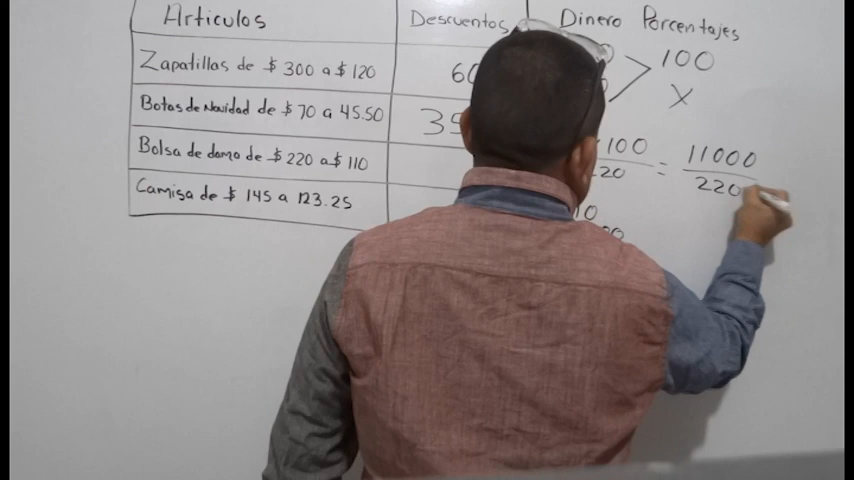 Articulos Descuentos Dinero Porcentajes
Zapatillas de $ 300 a $ 120 60 100
Botas de Navidad de $ 70 a 45.50 35 X
Bolsa de dama de $ 220 a $ 110 100 = 11000
20 220
Camisa de $ 145 a 123.25